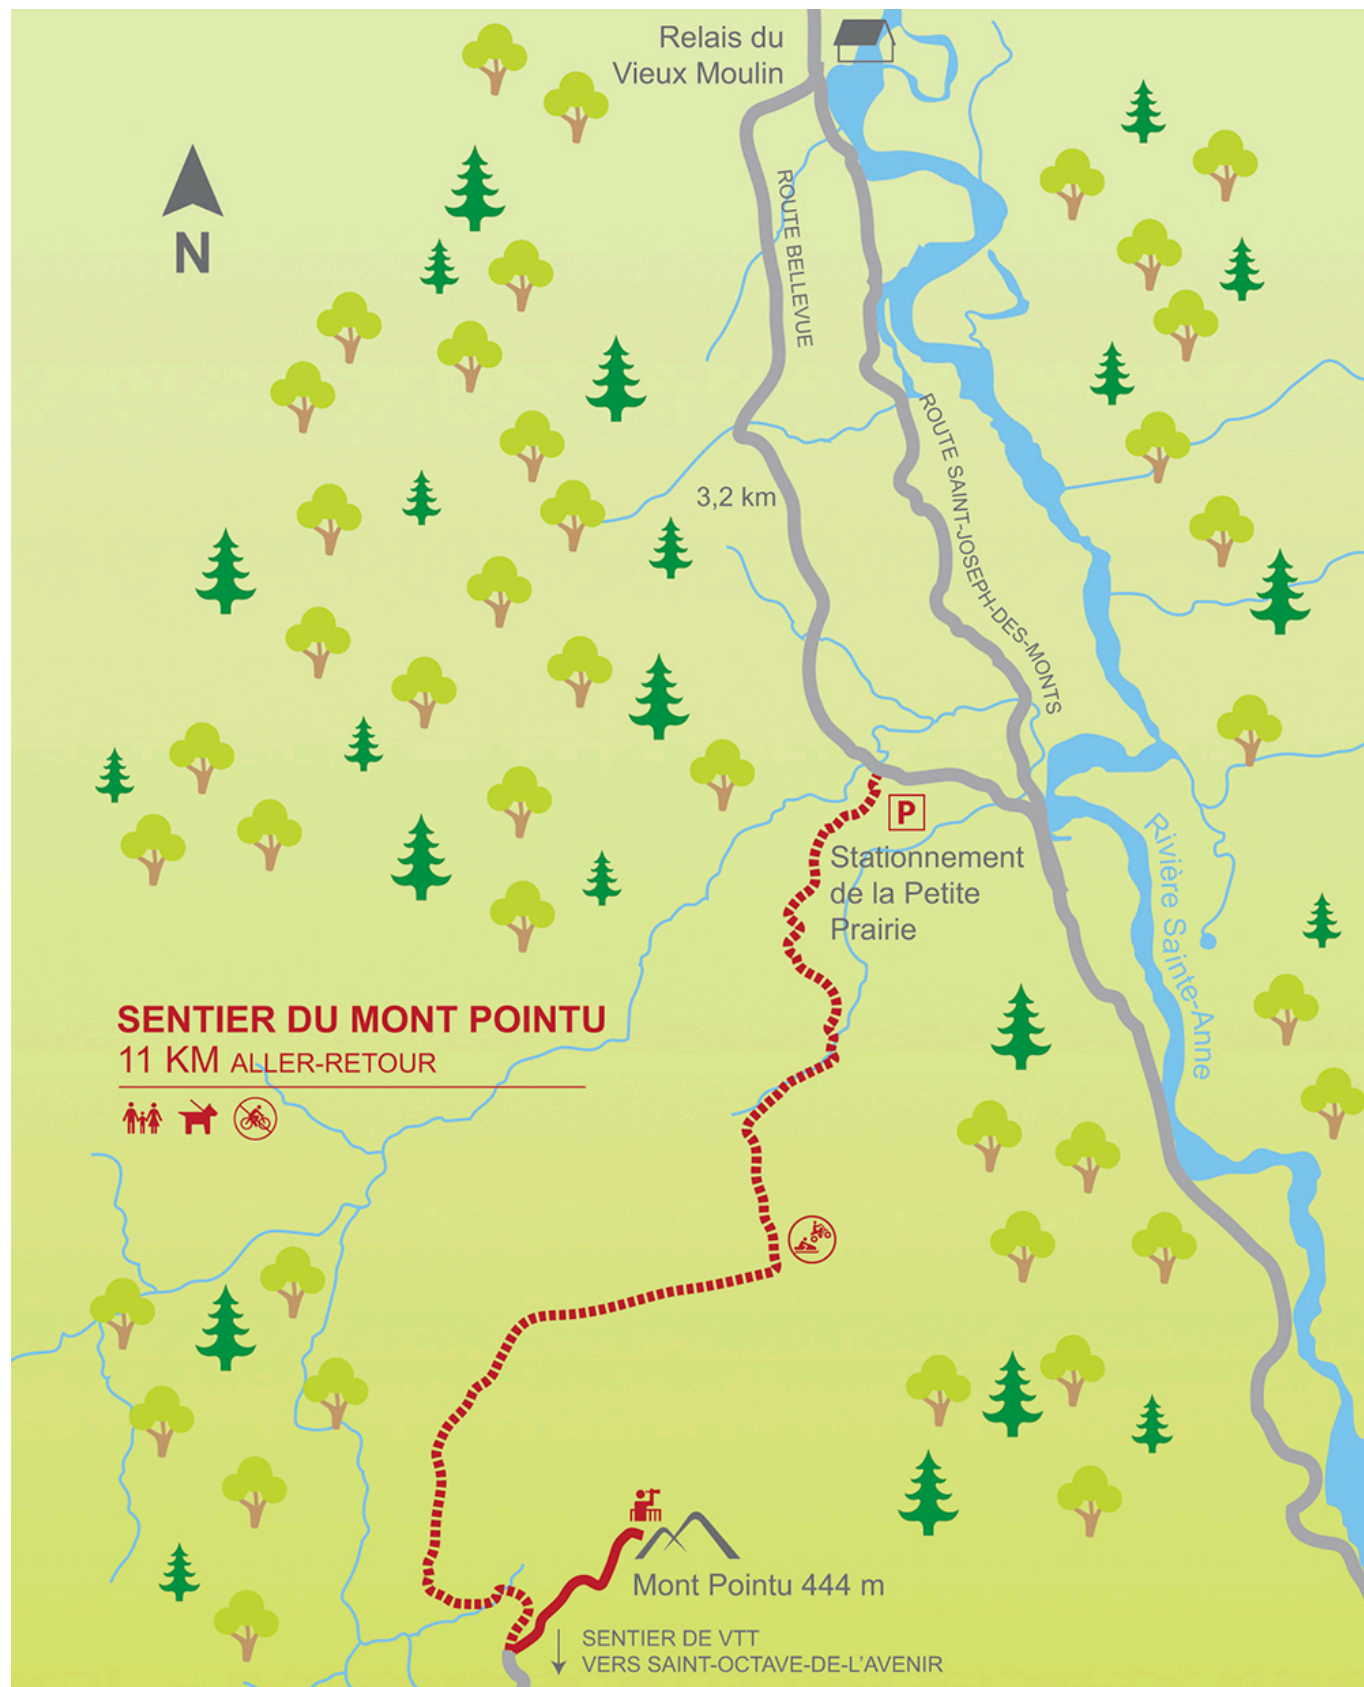 Relais du
Vieux Moulin
N
ROUTE BELLEVUE
ROUTE SAINT-JOSEPH-DES-MONTS
3,2 km
P
Stationnement
de la Petite
Prairie
Rivière Sainte-Anne
SENTIER DU MONT POINTU
11 KM ALLER-RETOUR
Mont Pointu 444 m
SENTIER DE VTT
VERS SAINT-OCTAVE-DE-L'AVENIR